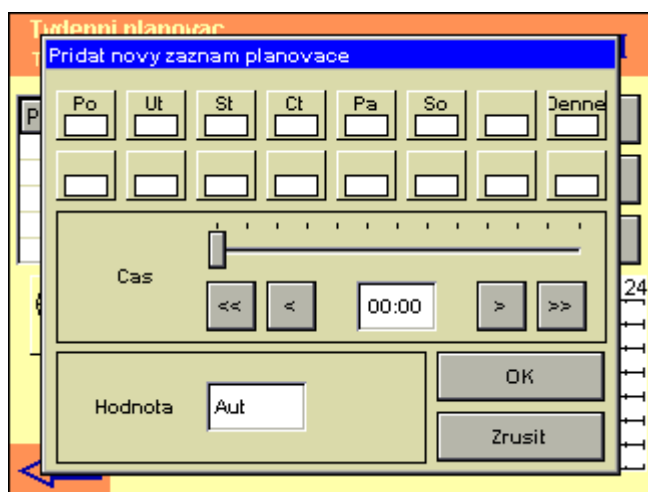 Tydenni planovac
T
Pridat novy zaznam planovace
P
Po Ut St Ct Pa So Denne
Cas
<< < 00:00 > >>
24
Hodnota Aut
OK
Zrusit